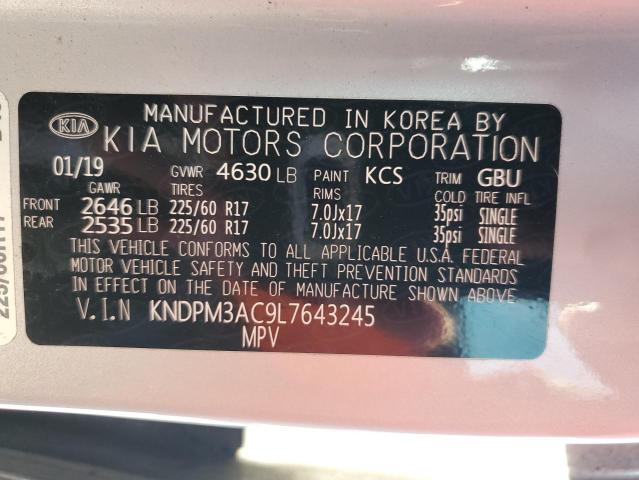 KIA
MANUFACTURED IN KOREA BY
KIA MOTORS CORPORATION
01/19 GVWR 4630 LB PAINT KCS TRIM GBU
GAWR TIRES RIMS COLD TIRE INFL
FRONT 2646 LB 225/60 R17 7.0Jx17 35psi SINGLE
REAR 2535 LB 225/60 R17 7.0Jx17 35psi SINGLE
THIS VEHICLE CONFORMS TO ALL APPLICABLE U.S.A. FEDERAL
MOTOR VEHICLE SAFETY AND THEFT PREVENTION STANDARDS
IN EFFECT ON THE DATE OF MANUFACTURE SHOWN ABOVE.
V.I.N KNDPM3AC9L7643245
MPV
225/60R17